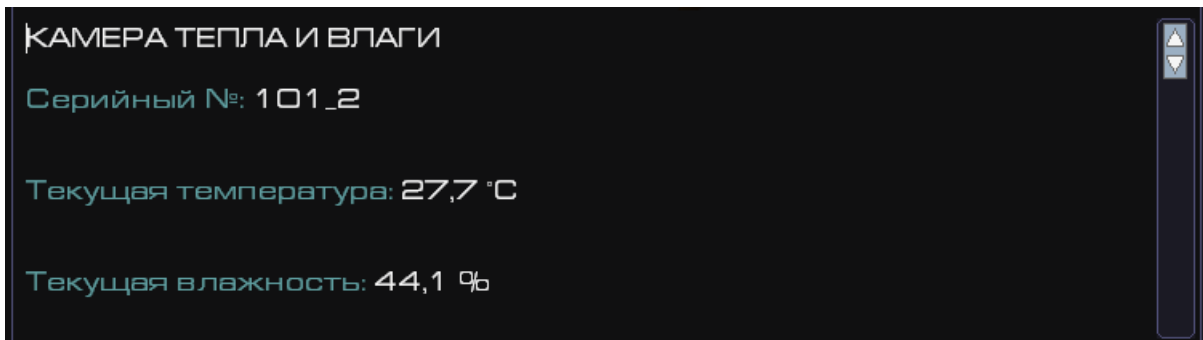 КАМЕРА ТЕПЛА И ВЛАГИ
Серийный №: 101_2
Текущая температура: 27,7 °C
Текущая влажность: 44,1 %